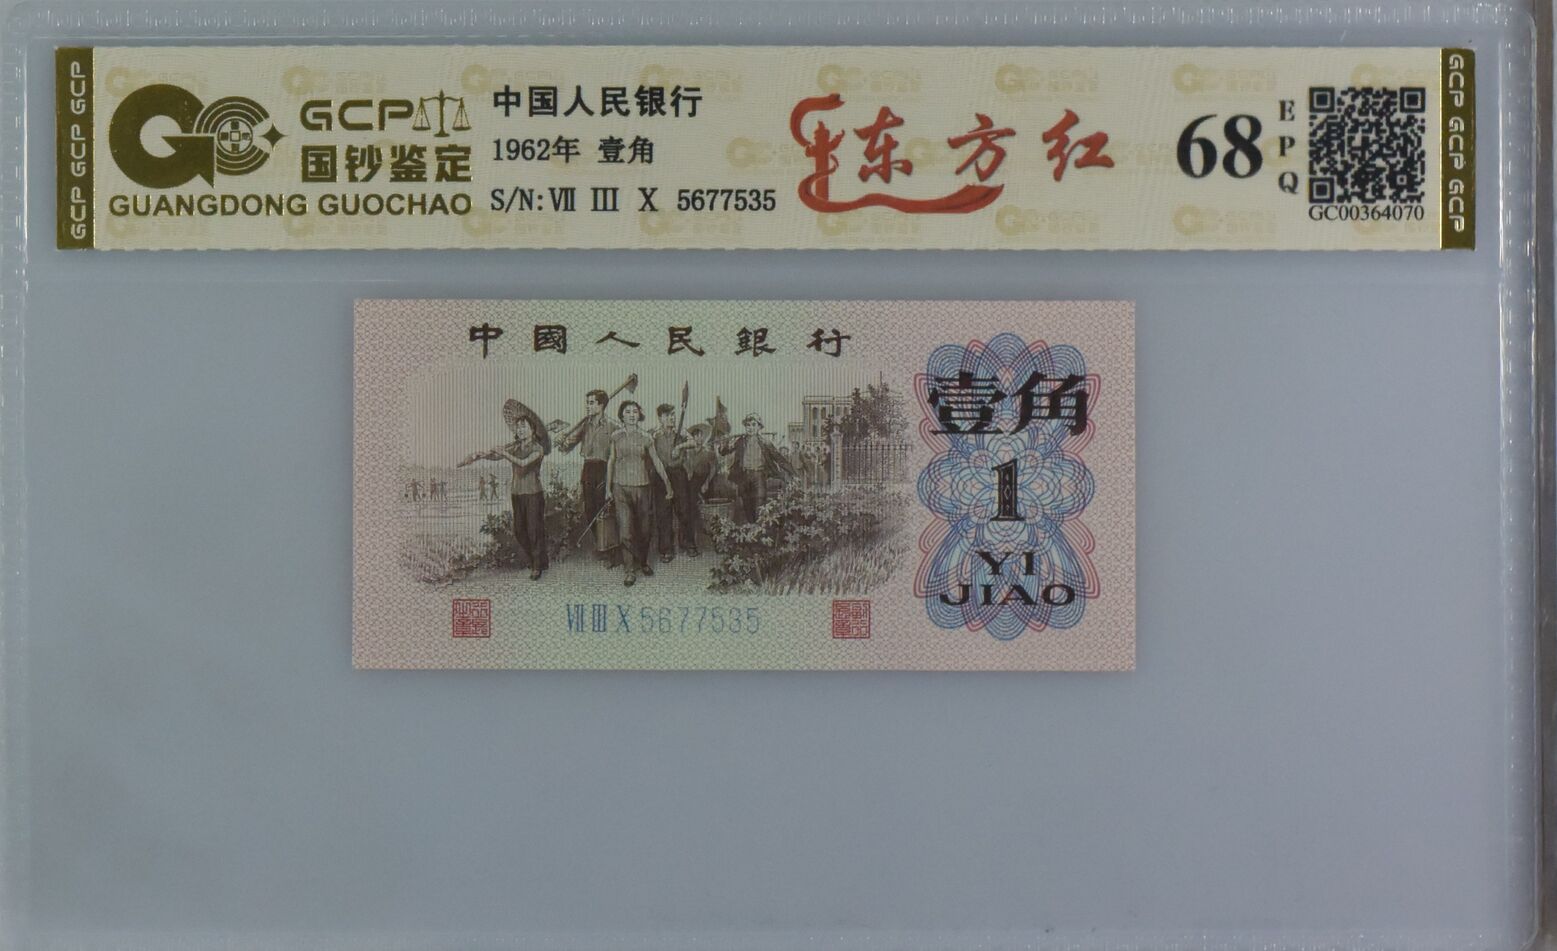 GCP GCP GCP
GCP
国钞鉴定
GUANGDONG GUOCHAO
中国人民银行
1962年 壹角
S/N: VII III X 5677535
东方红
68
EPQ
GC00364070
GCP GCP GCP
中國人民銀行
壹角
1
YI
JIAO
VII III X 5677535